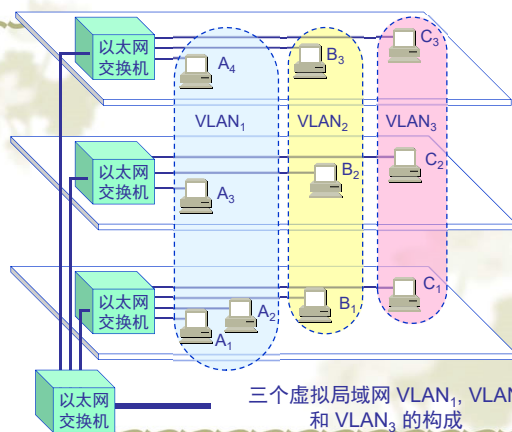 以太网
交换机
A₄
B₃
C₃
VLAN₁
VLAN₂
VLAN₃
以太网
交换机
A₃
B₂
C₂
以太网
交换机
A₁
A₂
B₁
C₁
以太网
交换机
三个虚拟局域网 VLAN₁, VLAN
和 VLAN₃ 的构成